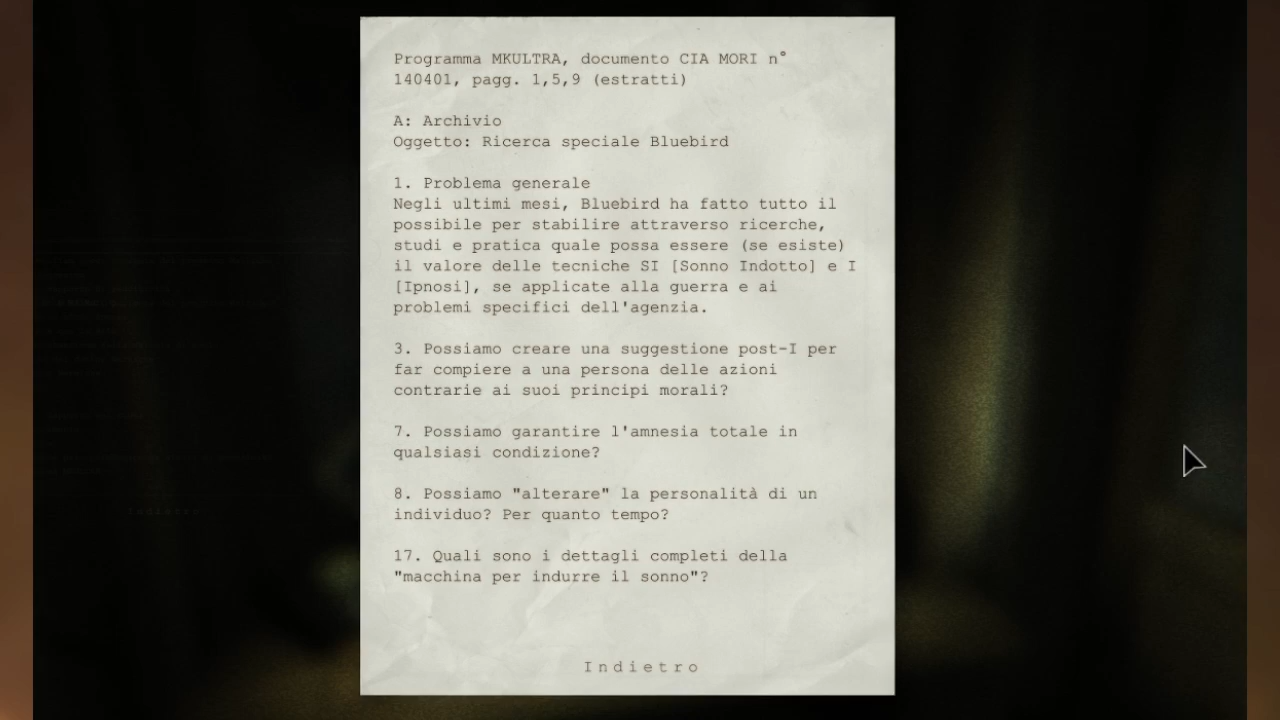 Programma MKULTRA, documento CIA MORI n°
140401, pagg. 1,5,9 (estratti)
A: Archivio
Oggetto: Ricerca speciale Bluebird
1. Problema generale
Negli ultimi mesi, Bluebird ha fatto tutto il
possibile per stabilire attraverso ricerche,
studi e pratica quale possa essere (se esiste)
il valore delle tecniche SI [Sonno Indotto] e I
[Ipnosi], se applicate alla guerra e ai
problemi specifici dell'agenzia.
3. Possiamo creare una suggestione post-I per
far compiere a una persona delle azioni
contrarie ai suoi principi morali?
7. Possiamo garantire l'amnesia totale in
qualsiasi condizione?
8. Possiamo "alterare" la personalità di un
individuo? Per quanto tempo?
17. Quali sono i dettagli completi della
"macchina per indurre il sonno"?
Indietro